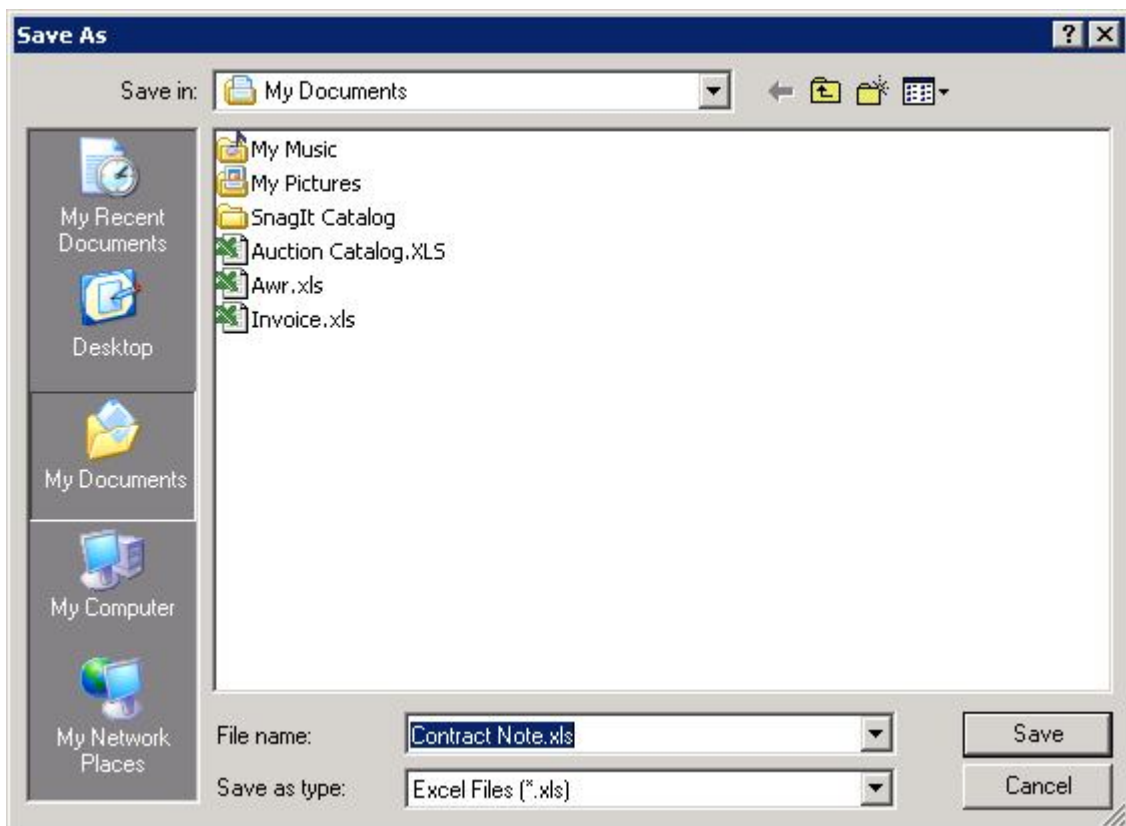 Save As
Save in: My Documents
My Recent
Documents
Desktop
My Documents
My Computer
My Network
Places
My Music
My Pictures
SnagIt Catalog
Auction Catalog.XLS
Awr.xls
Invoice.xls
File name: Contract Note.xls Save
Save as type: Excel Files (*.xls) Cancel